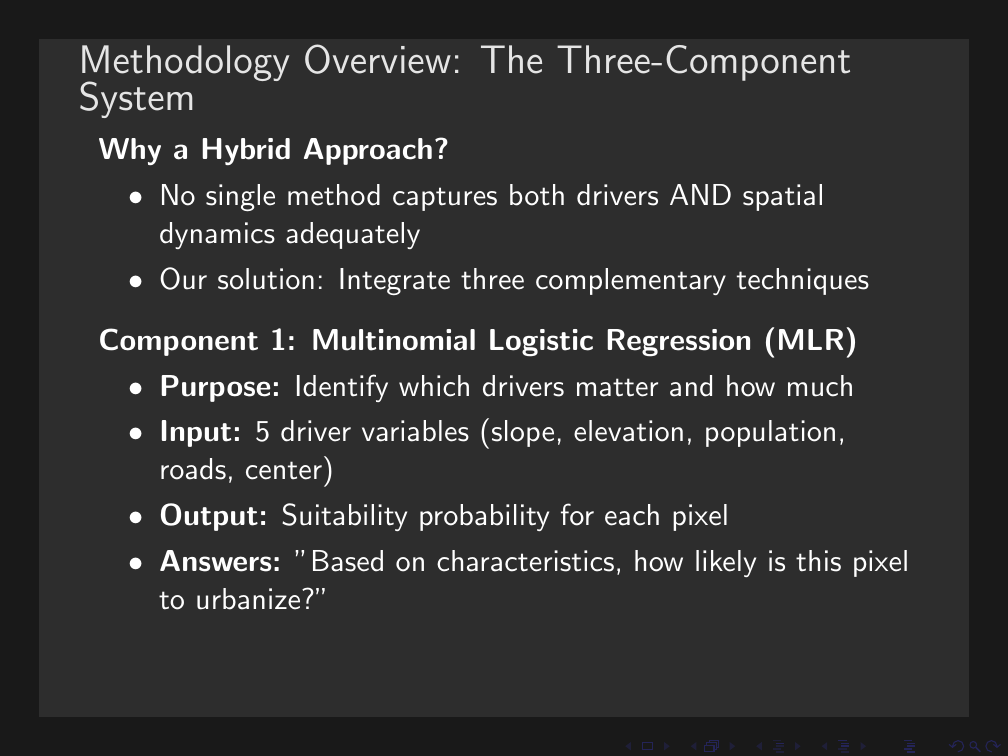 Methodology Overview: The Three-Component
System
Why a Hybrid Approach?
• No single method captures both drivers AND spatial
dynamics adequately
• Our solution: Integrate three complementary techniques
Component 1: Multinomial Logistic Regression (MLR)
• Purpose: Identify which drivers matter and how much
• Input: 5 driver variables (slope, elevation, population,
roads, center)
• Output: Suitability probability for each pixel
• Answers: ”Based on characteristics, how likely is this pixel
to urbanize?”